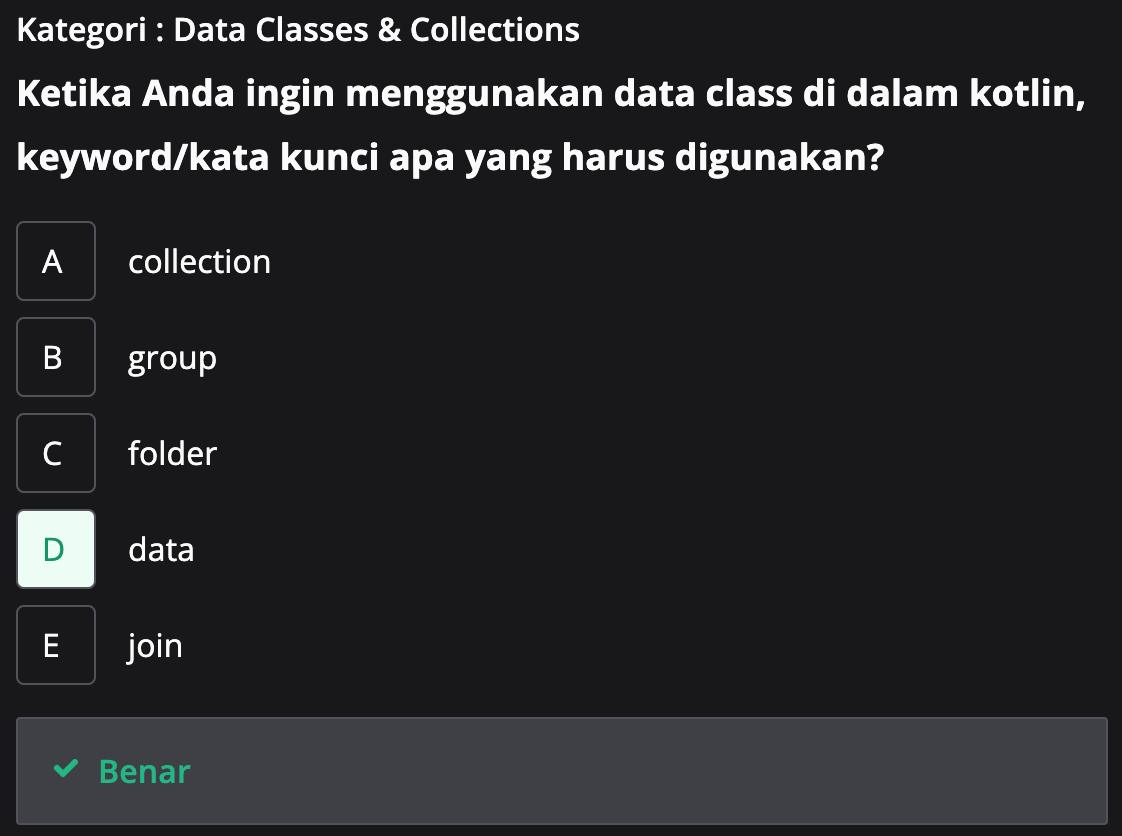 Kategori : Data Classes & Collections
Ketika Anda ingin menggunakan data class di dalam kotlin,
keyword/kata kunci apa yang harus digunakan?
A collection
B group
C folder
D data
E join
Benar